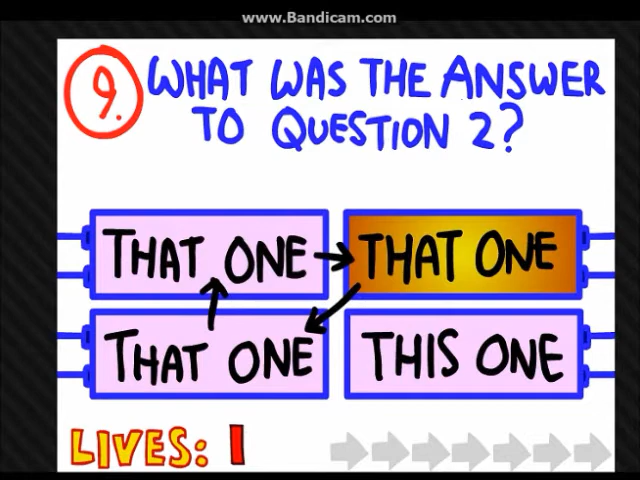 www.Bandicam.com
9.
WHAT WAS THE ANSWER
TO QUESTION 2?
THAT ONE
THAT ONE
THAT ONE
THIS ONE
LIVES: 1